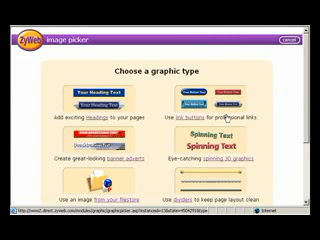 ZyWeb image picker cancel
Choose a graphic type
Your Heading Text
Your Heading Text
Add exciting Headings to your pages
Use link buttons for professional links
Spinning Text
Spinning Text
Create great-looking banner adverts
Eye-catching spinning 3D graphics
Use an image from your filestore
Use dividers to keep page layout clean
Internet